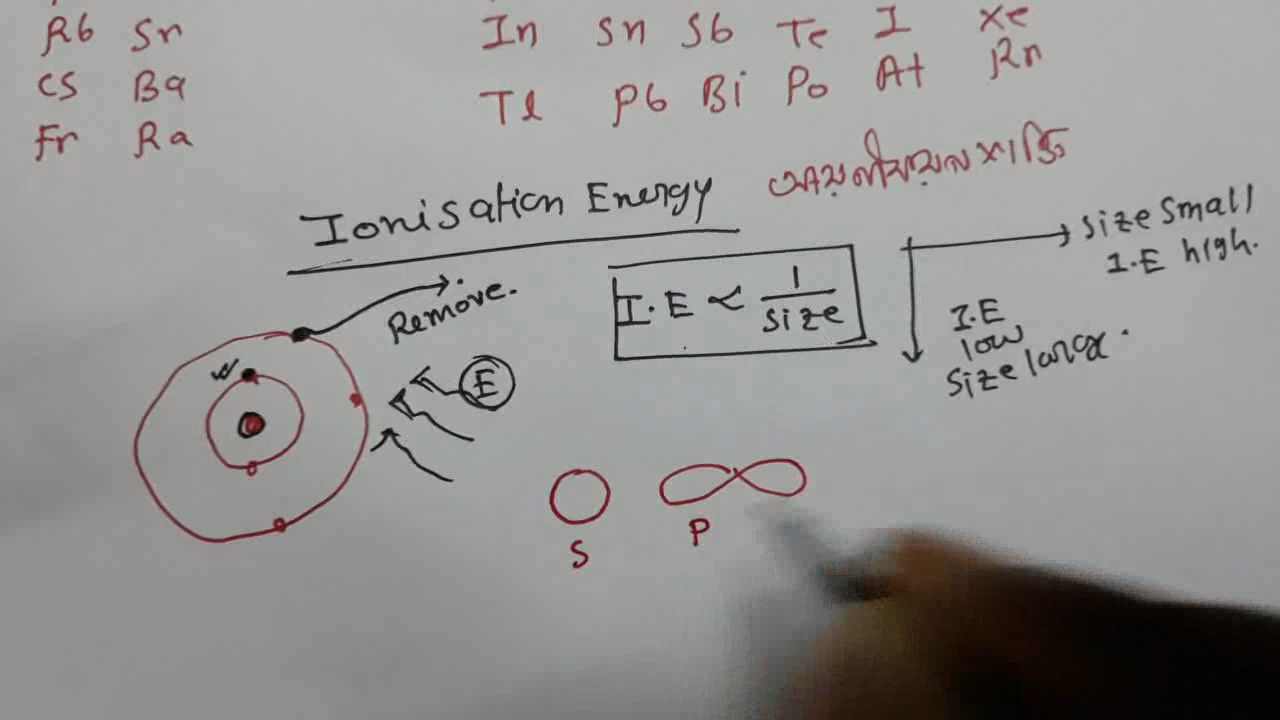 Rb Sr In Sn Sb Te I Xe
Cs Ba Tl Pb Bi Po At Rn
Fr Ra
Ionisation Energy
Remove.
I.E ∝ 1/size
size small
I.E high.
I.E
low
size large.
E
S P